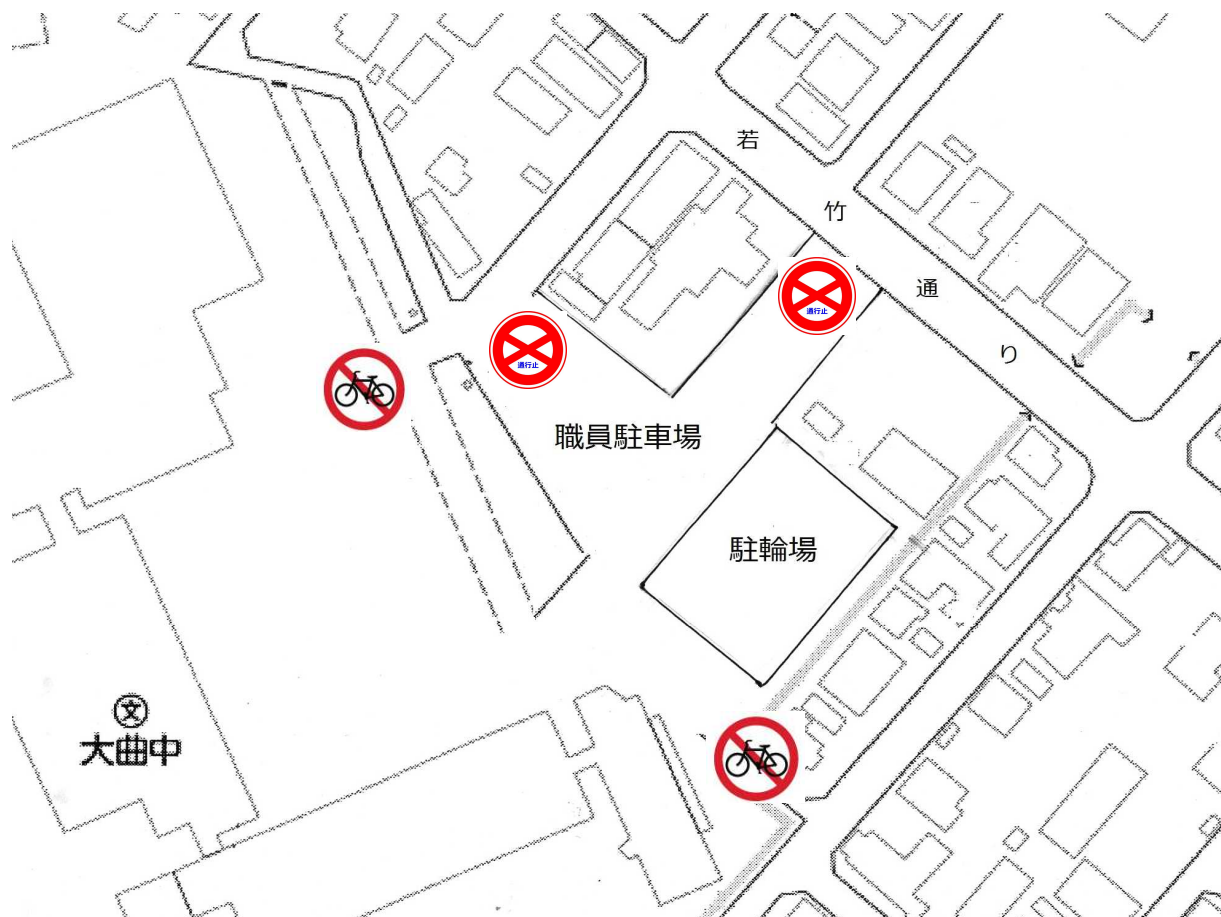 若竹通り
通行止
通行止
職員駐車場
駐輪場
文
大曲中